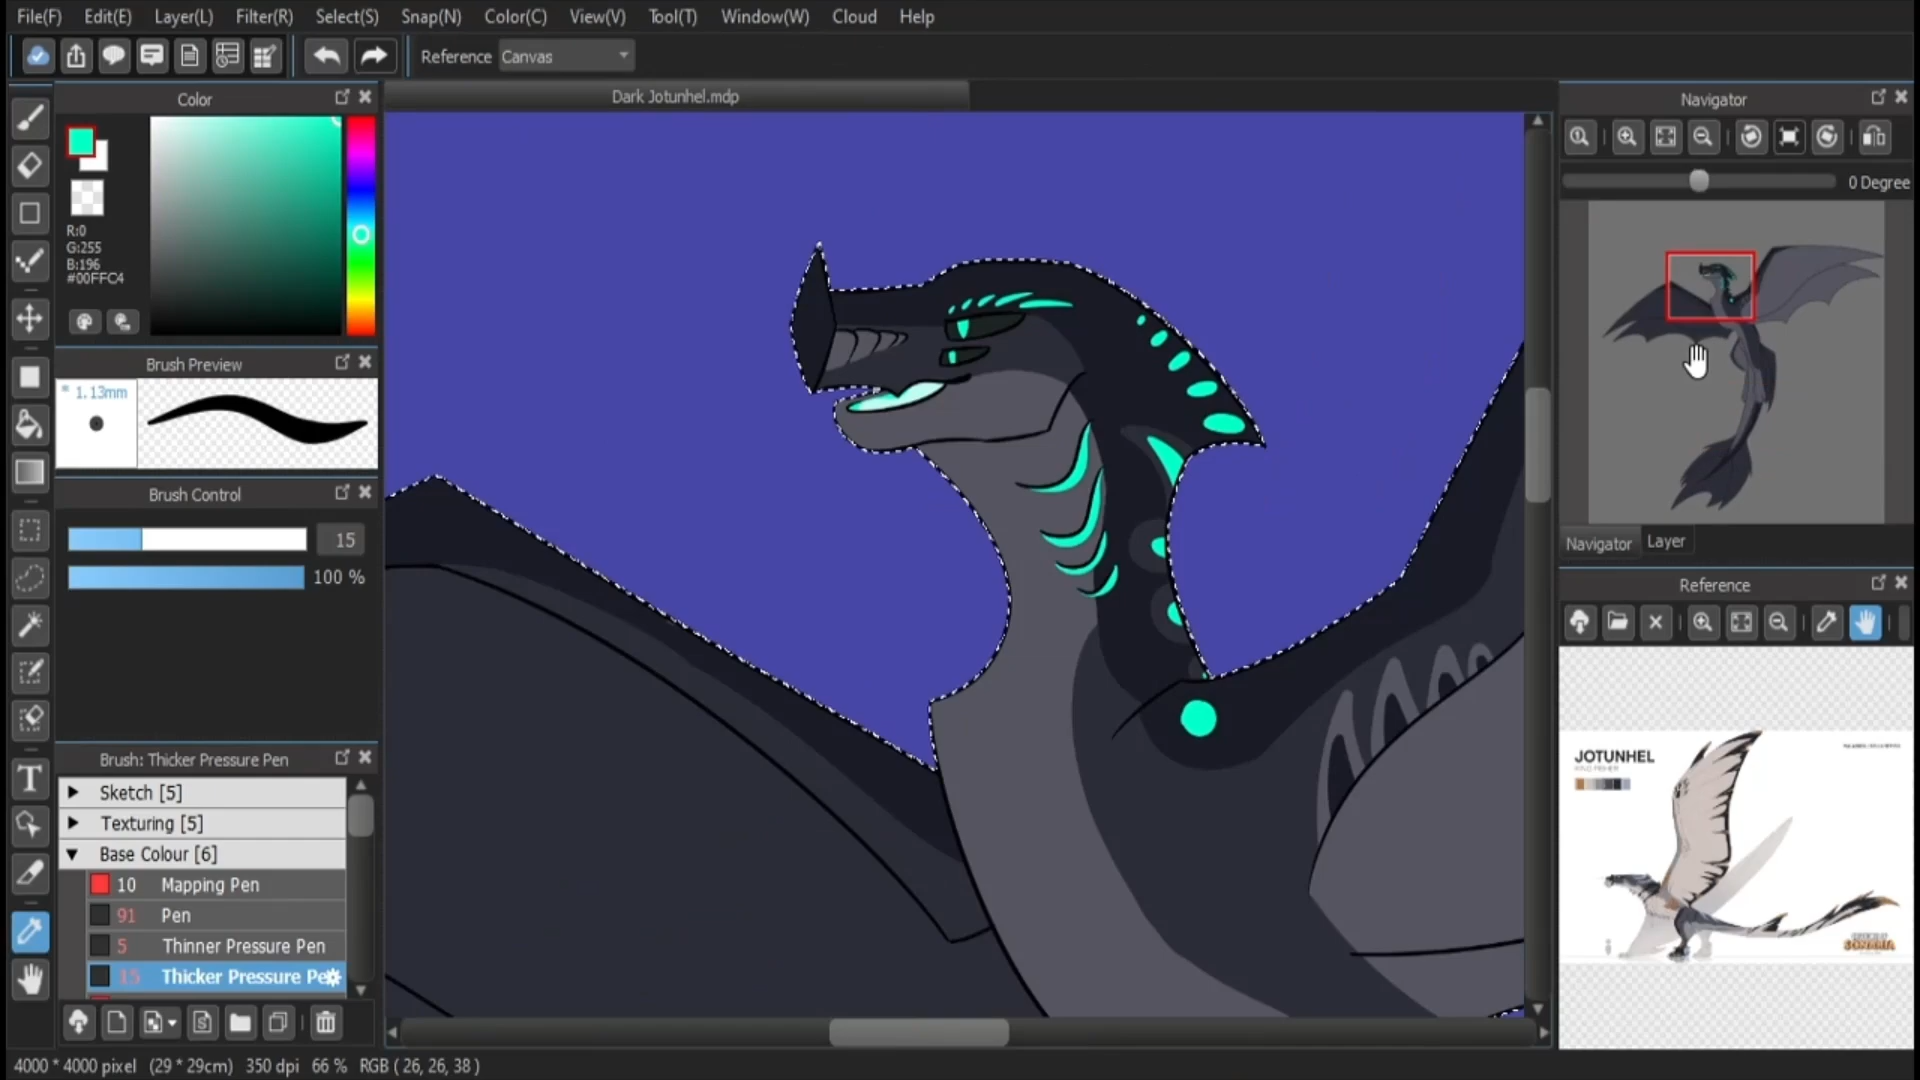 File(F) Edit(E) Layer(L) Filter(R) Select(S) Snap(N) Color(C) View(V) Tool(T) Window(W) Cloud Help
Reference Canvas
Color
Dark Jotunhel.mdp
Navigator
0 Degree
R:0
G:255
B:196
#00FFC4
Brush Preview
* 1.13mm
Brush Control
15
100 %
Navigator Layer
Reference
Brush: Thicker Pressure Pen
Sketch [5]
Texturing [5]
Base Colour [6]
10 Mapping Pen
91 Pen
5 Thinner Pressure Pen
15 Thicker Pressure Pe
T
JOTUNHEL
SONARIA
4000 * 4000 pixel (29 * 29cm) 350 dpi 66 % RGB ( 26, 26, 38 )